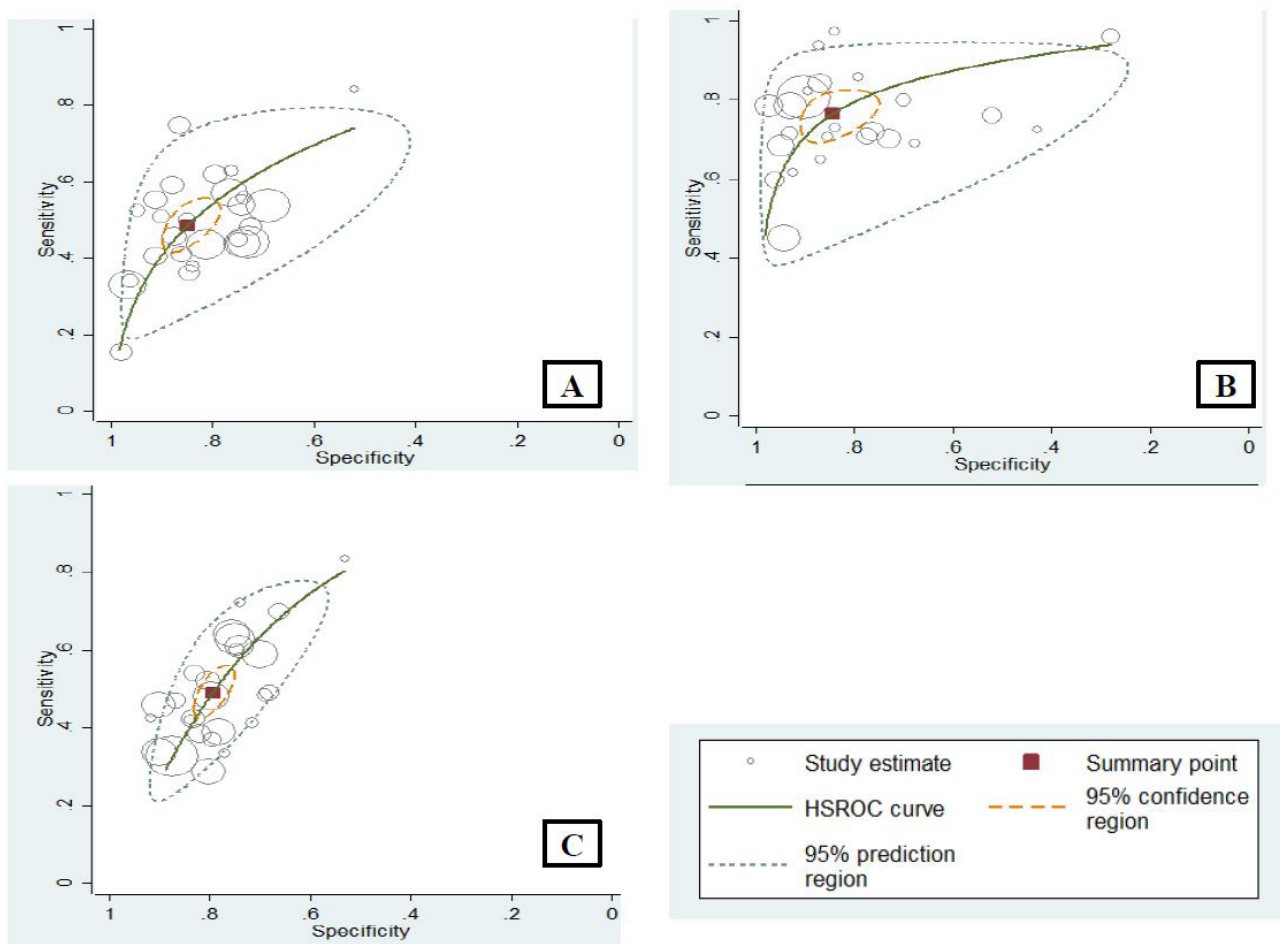 Sensitivity
1
.8
.6
.4
.2
0
1 .8 .6 .4 .2 0
Specificity
A
Sensitivity
1
.8
.6
.4
.2
0
1 .8 .6 .4 .2 0
Specificity
B
Sensitivity
1
.8
.6
.4
.2
0
1 .8 .6 .4 .2 0
Specificity
C
Study estimate
Summary point
HSROC curve
95% confidence
region
95% prediction
region